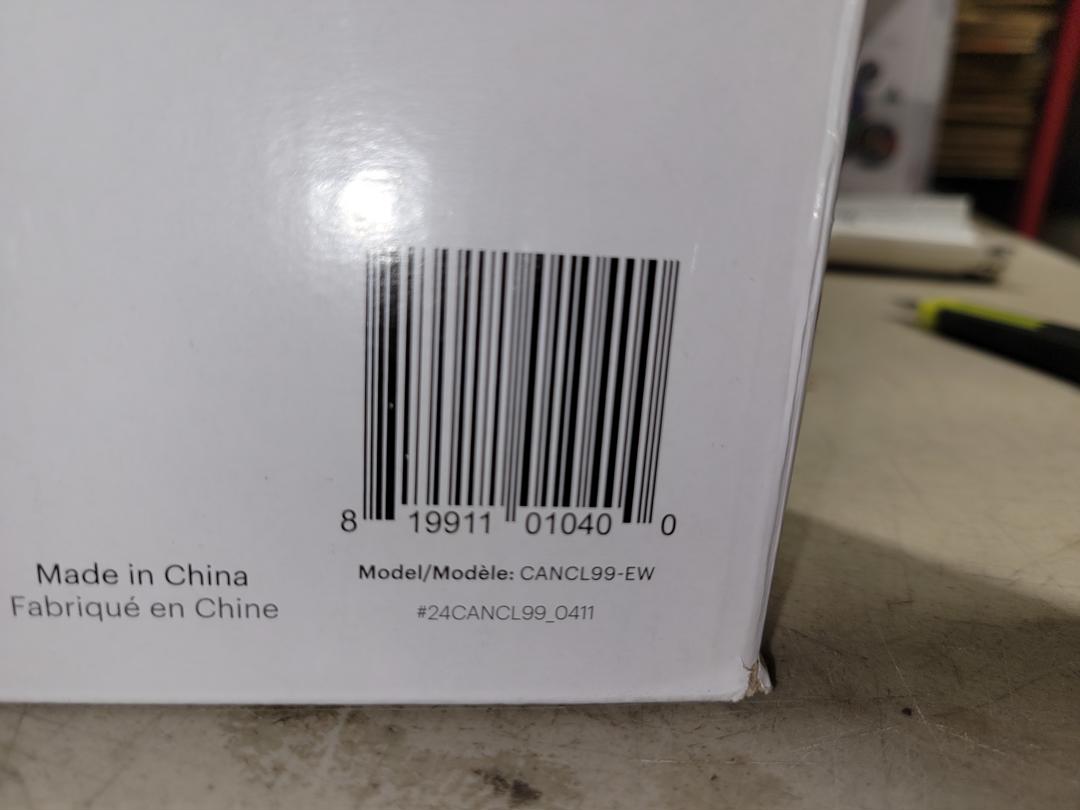 8 19911 01040 0
Made in China
Fabriqué en Chine
Model/Modèle: CANCL99-EW
#24CANCL99_0411